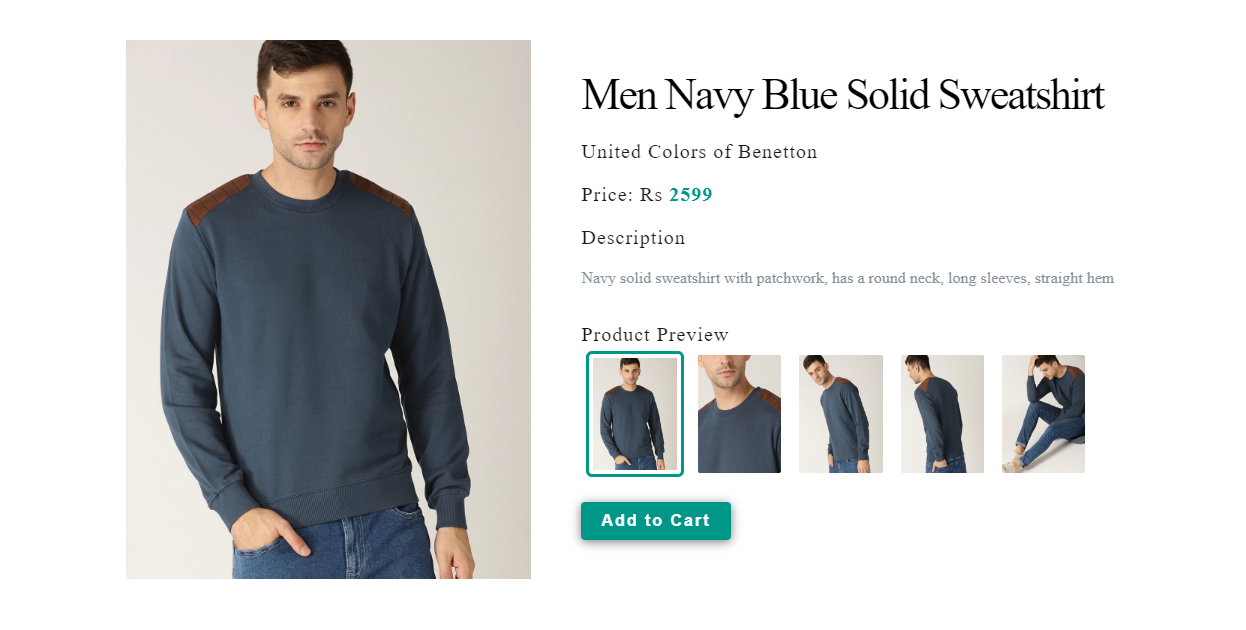 Men Navy Blue Solid Sweatshirt
United Colors of Benetton
Price: Rs 2599
Description
Navy solid sweatshirt with patchwork, has a round neck, long sleeves, straight hem
Product Preview
Add to Cart